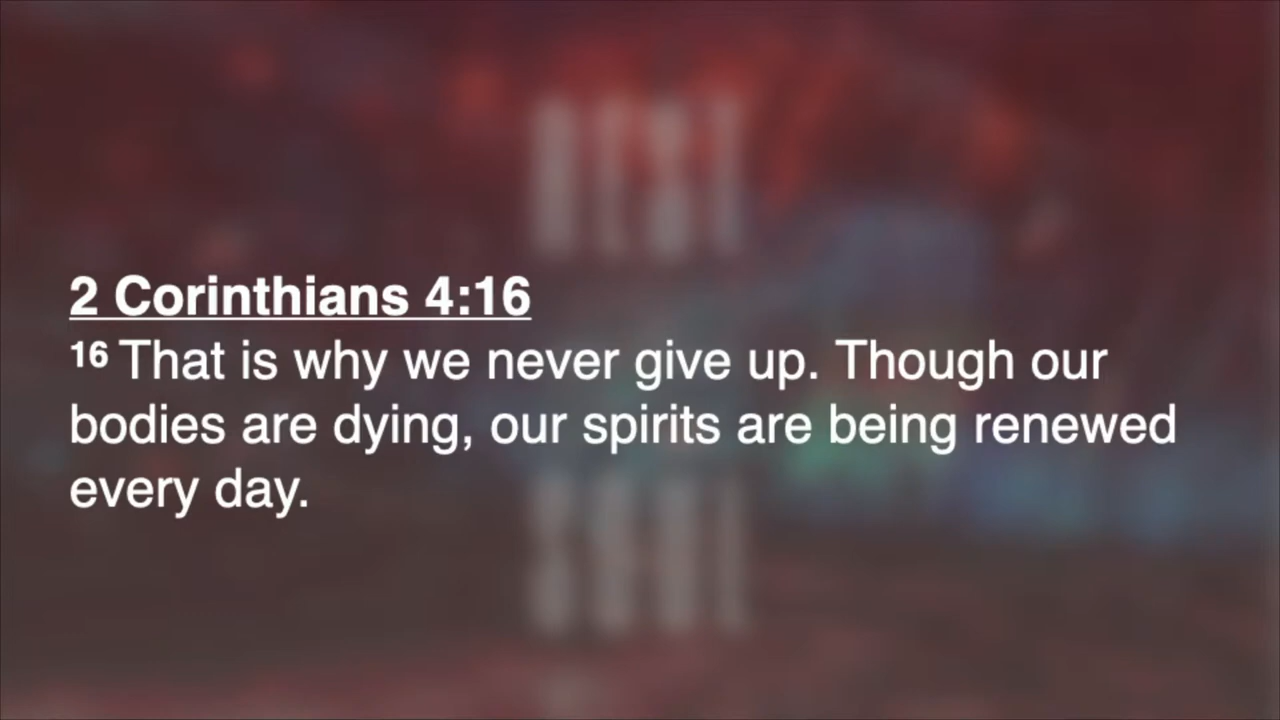 2 Corinthians 4:16
16 That is why we never give up. Though our
bodies are dying, our spirits are being renewed
every day.